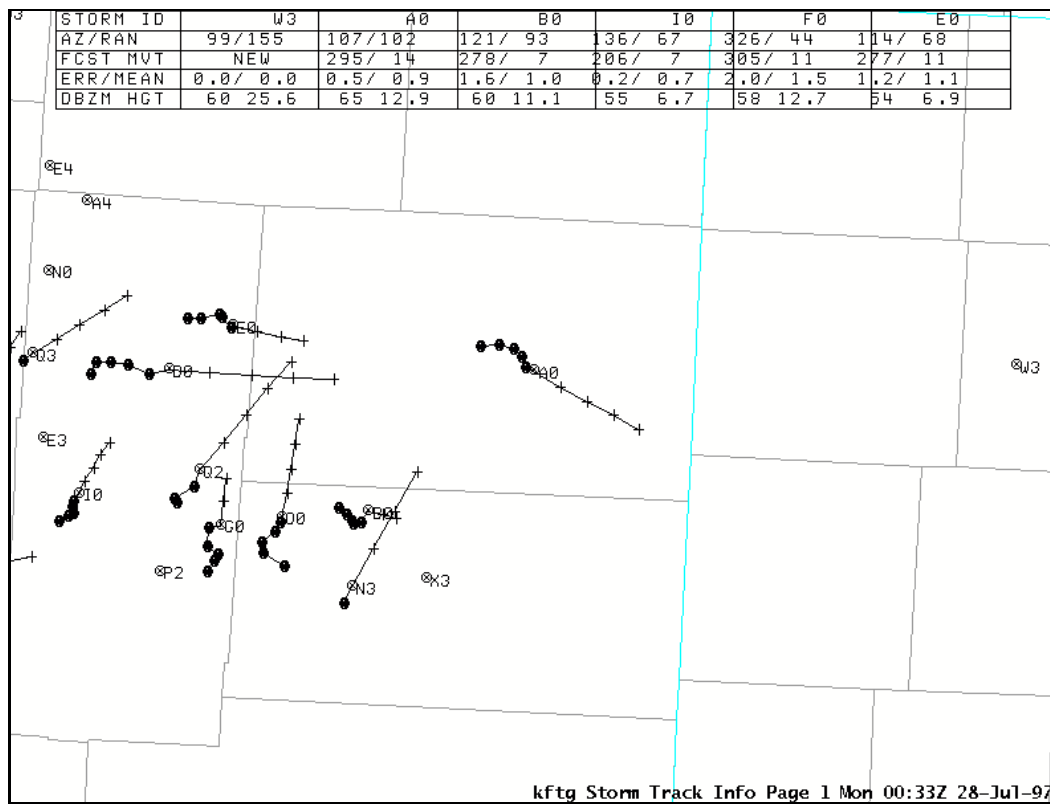 STORM ID W3 A0 B0 I0 F0 E0
AZ/RAN 99/155 107/102 121/ 93 136/ 67 326/ 44 114/ 68
FCST MVT NEW 295/ 14 278/ 7 206/ 7 305/ 11 277/ 11
ERR/MEAN 0.0/ 0.0 0.5/ 0.9 1.6/ 1.0 0.2/ 0.7 2.0/ 1.5 1.2/ 1.1
DBZM HGT 60 25.6 65 12.9 60 11.1 55 6.7 58 12.7 54 6.9
E4
A4
N0
E0
Q3
D0
A0
W3
E3
Q2
I0
G0
O0
B0
P2
N3
X3
kftg Storm Track Info Page 1 Mon 00:33Z 28-Jul-97